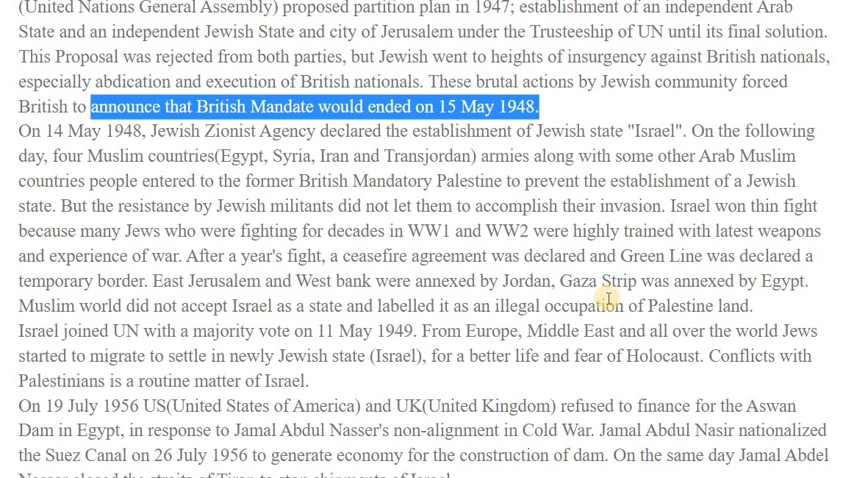 (United Nations General Assembly) proposed partition plan in 1947; establishment of an independent Arab
State and an independent Jewish State and city of Jerusalem under the Trusteeship of UN until its final solution.
This Proposal was rejected from both parties, but Jewish went to heights of insurgency against British nationals,
especially abdication and execution of British nationals. These brutal actions by Jewish community forced
British to announce that British Mandate would ended on 15 May 1948.
On 14 May 1948, Jewish Zionist Agency declared the establishment of Jewish state "Israel". On the following
day, four Muslim countries(Egypt, Syria, Iran and Transjordan) armies along with some other Arab Muslim
countries people entered to the former British Mandatory Palestine to prevent the establishment of a Jewish
state. But the resistance by Jewish militants did not let them to accomplish their invasion. Israel won thin fight
because many Jews who were fighting for decades in WW1 and WW2 were highly trained with latest weapons
and experience of war. After a year's fight, a ceasefire agreement was declared and Green Line was declared a
temporary border. East Jerusalem and West bank were annexed by Jordan, Gaza Strip was annexed by Egypt.
Muslim world did not accept Israel as a state and labelled it as an illegal occupation of Palestine land.
Israel joined UN with a majority vote on 11 May 1949. From Europe, Middle East and all over the world Jews
started to migrate to settle in newly Jewish state (Israel), for a better life and fear of Holocaust. Conflicts with
Palestinians is a routine matter of Israel.
On 19 July 1956 US(United States of America) and UK(United Kingdom) refused to finance for the Aswan
Dam in Egypt, in response to Jamal Abdul Nasser's non-alignment in Cold War. Jamal Abdul Nasir nationalized
the Suez Canal on 26 July 1956 to generate economy for the construction of dam. On the same day Jamal Abdel
Nasser closed the straits of Tiran to stop shipments of Israel